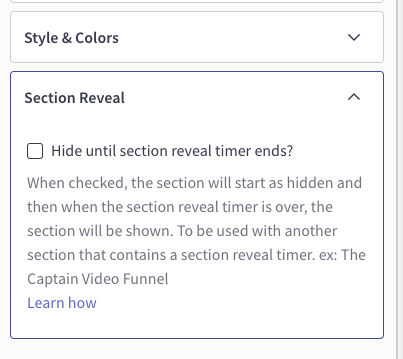 Style & Colors
Section Reveal
Hide until section reveal timer ends?
When checked, the section will start as hidden and
then when the section reveal timer is over, the
section will be shown. To be used with another
section that contains a section reveal timer. ex: The
Captain Video Funnel
Learn how